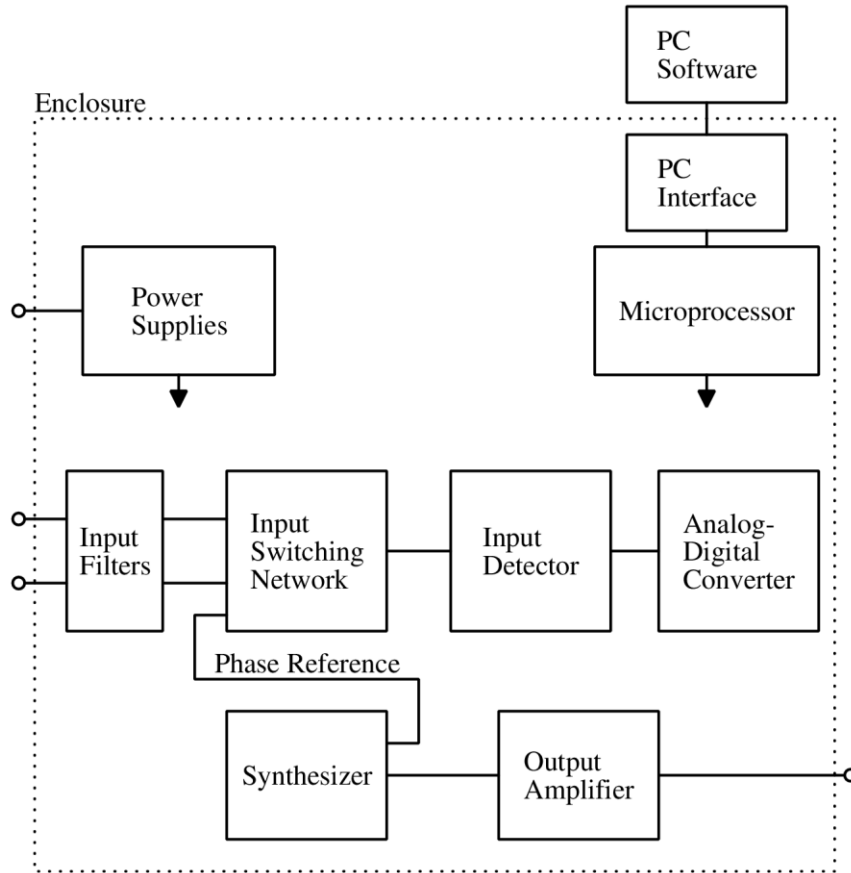 PC
Software
Enclosure
PC
Interface
Power
Supplies
Microprocessor
Input
Filters
Input
Switching
Network
Input
Detector
Analog-
Digital
Converter
Phase Reference
Synthesizer
Output
Amplifier